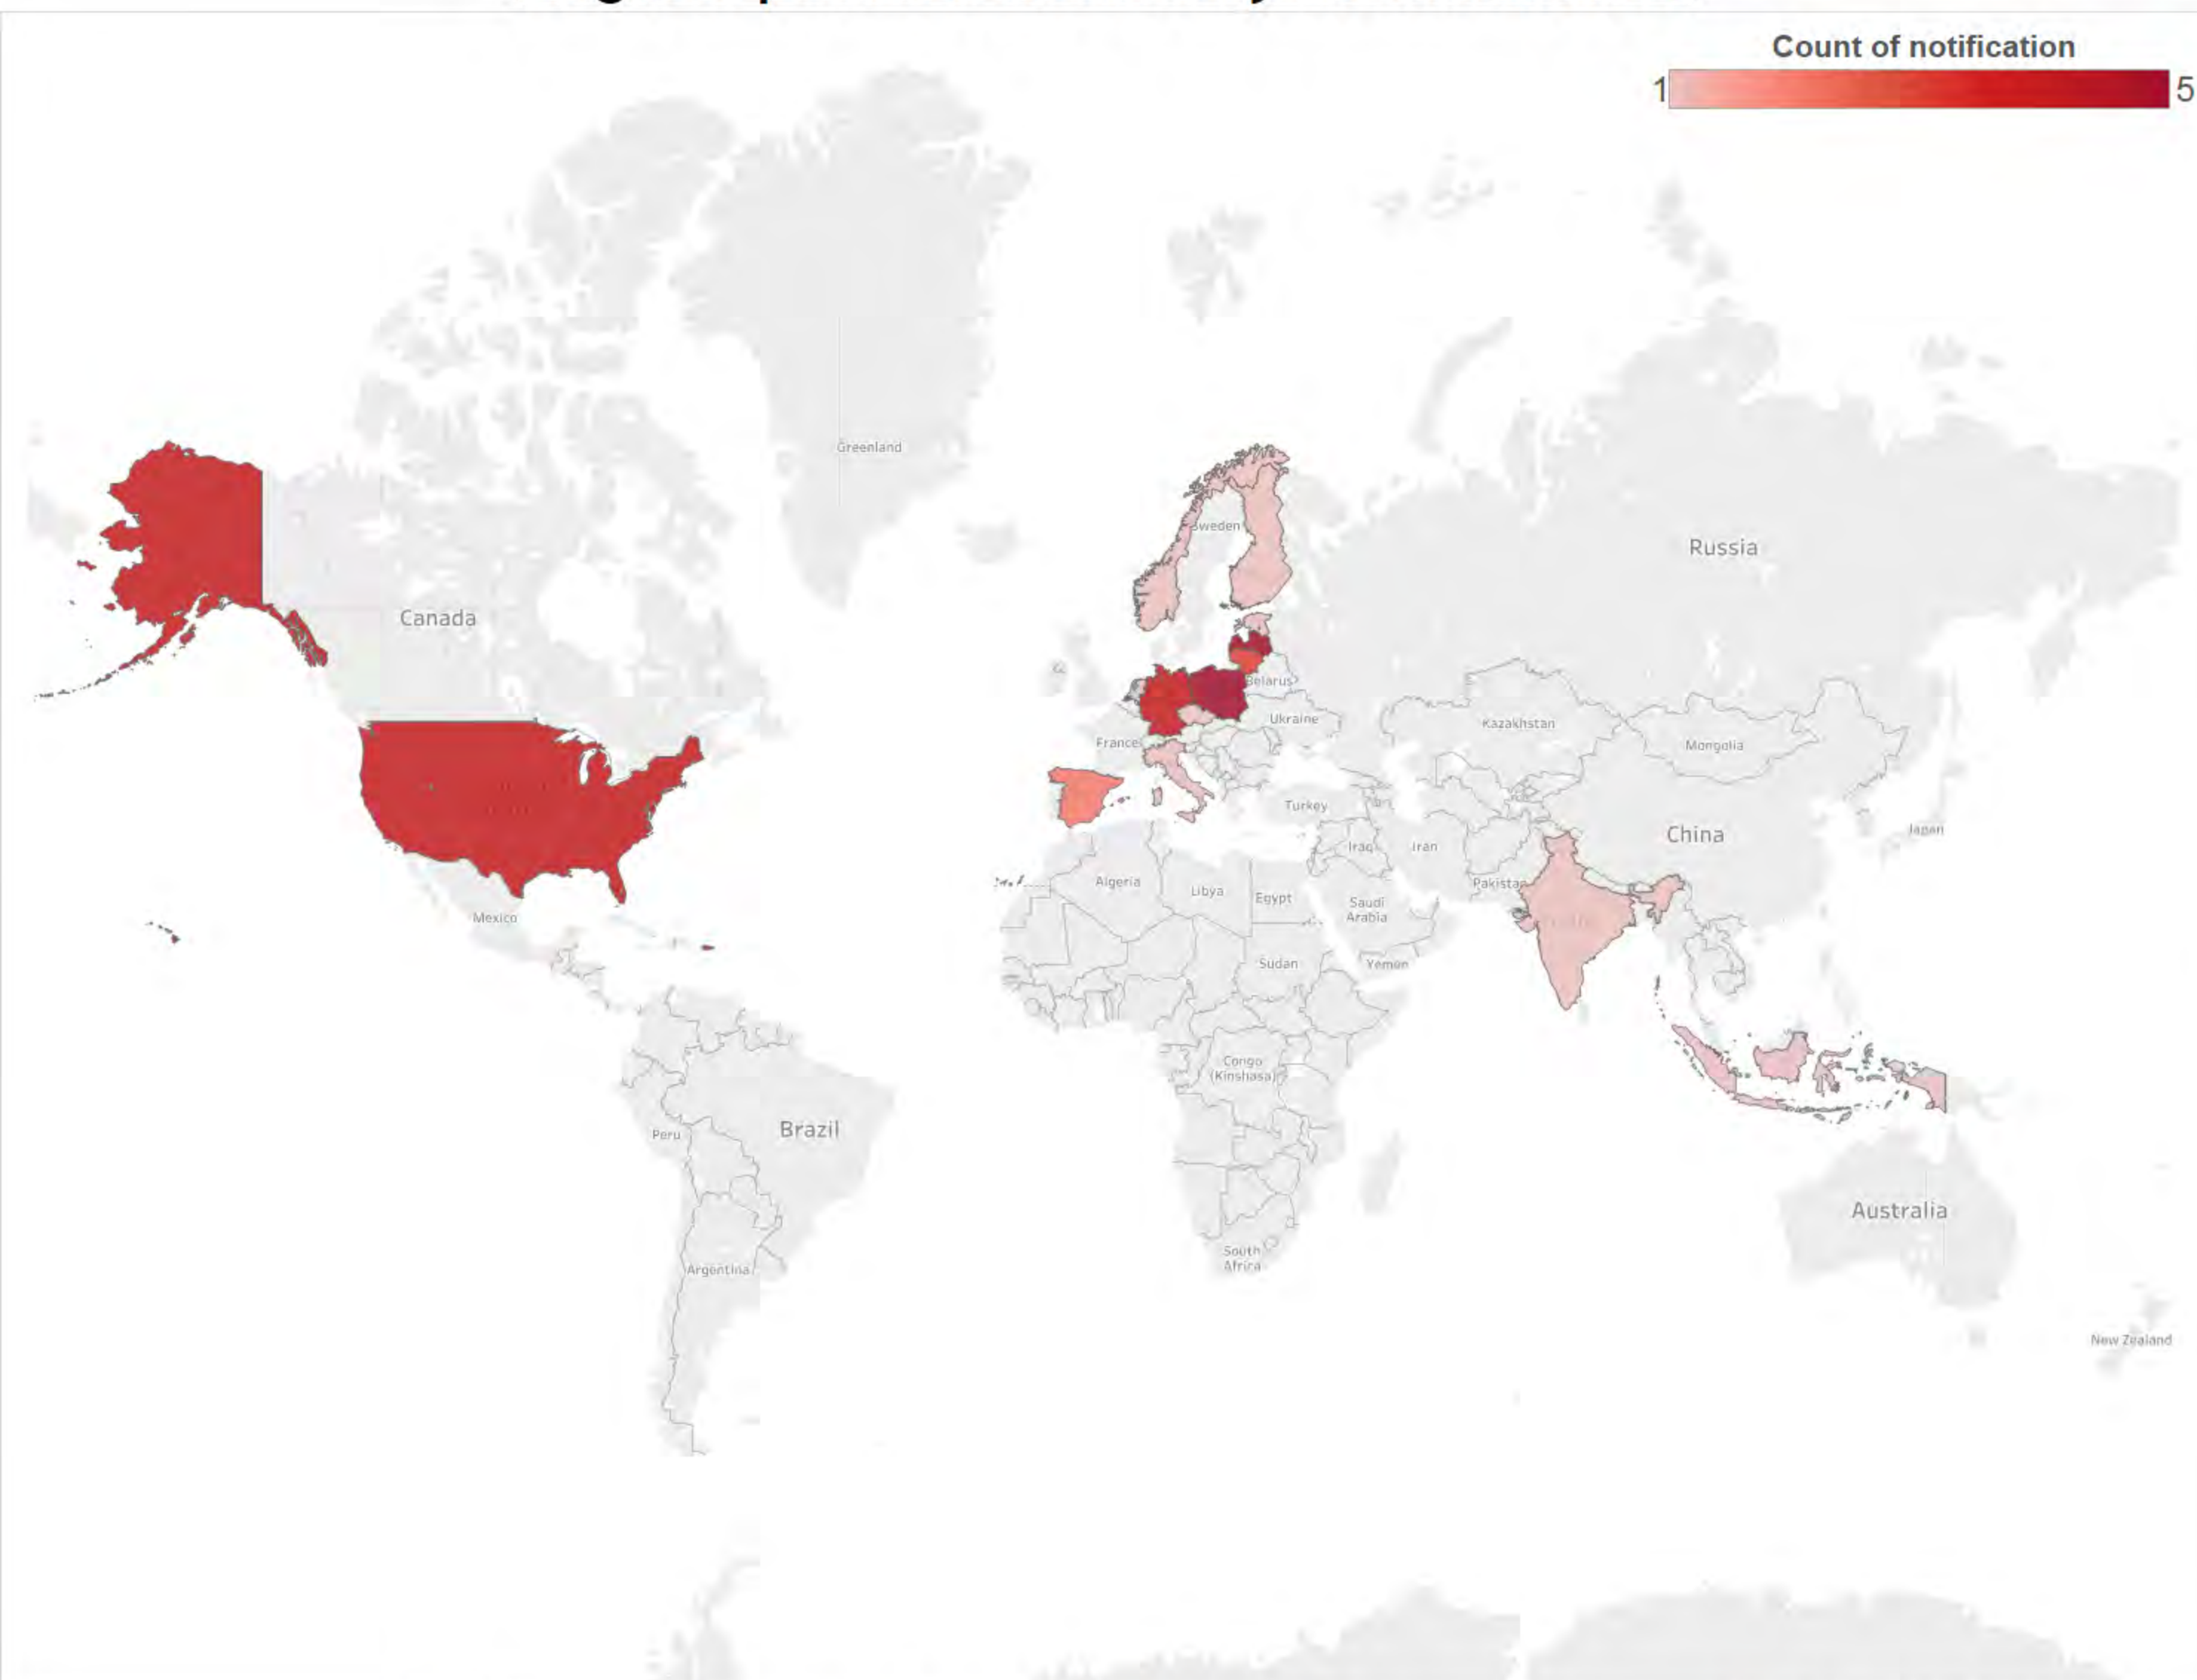 Count of notification
1
5
Greenland
Sweden
Russia
Canada
Belarus
Ukraine
Kazakhstan
France
Mongolia
Turkey
Japan
China
Iraq
Iran
Algeria
Libya
Egypt
Pakistan
Saudi
Arabia
Mexico
Sudan
Yemen
Congo
(Kinshasa)
Brazil
Peru
Australia
South
Africa
Argentina
New Zealand